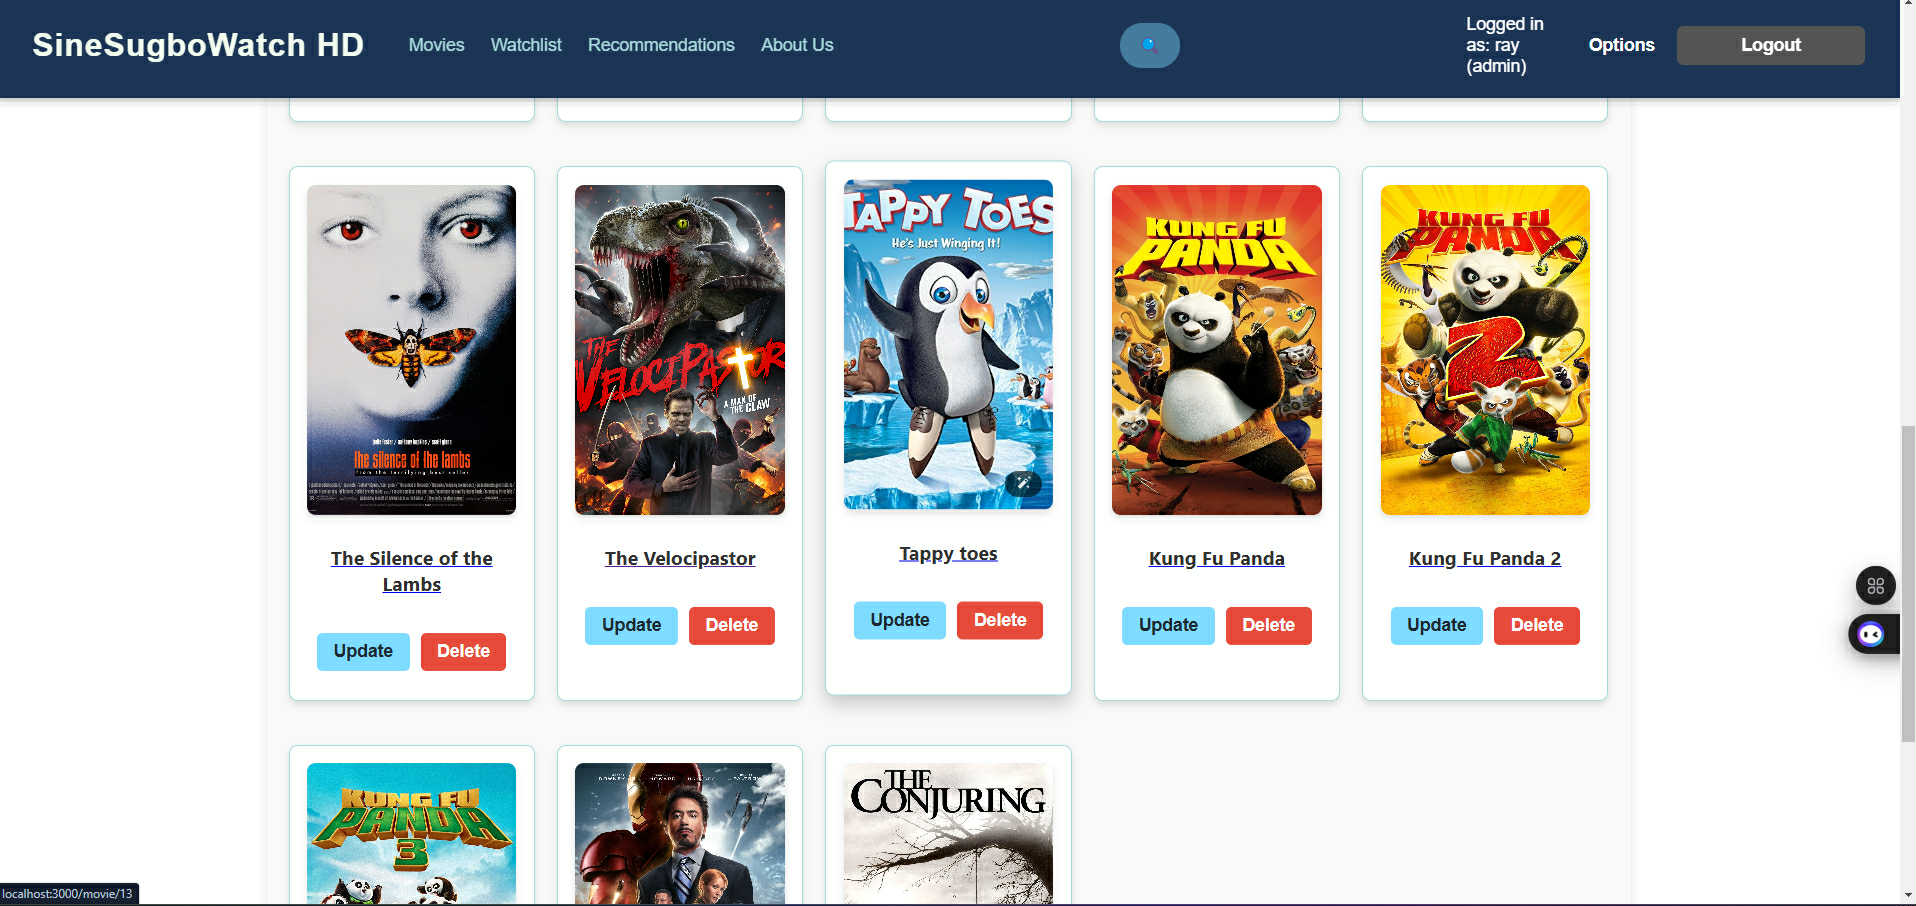 SineSugboWatch HD
Movies
Watchlist
Recommendations
About Us
Logged in
as: ray
(admin)
Options
Logout
the silence of the lambs
The Silence of the
Lambs
Update
Delete
THE
VELOCIPASTOR
A MAN OF
THE CLAW
The Velocipastor
Update
Delete
TAPPY TOES
He's Just Winging It!
Tappy toes
Update
Delete
KUNG FU
PANDA
Kung Fu Panda
Update
Delete
KUNG FU
PANDA
2
Kung Fu Panda 2
Update
Delete
KUNG FU
PANDA
3
THE
CONJURING
localhost:3000/movie/13